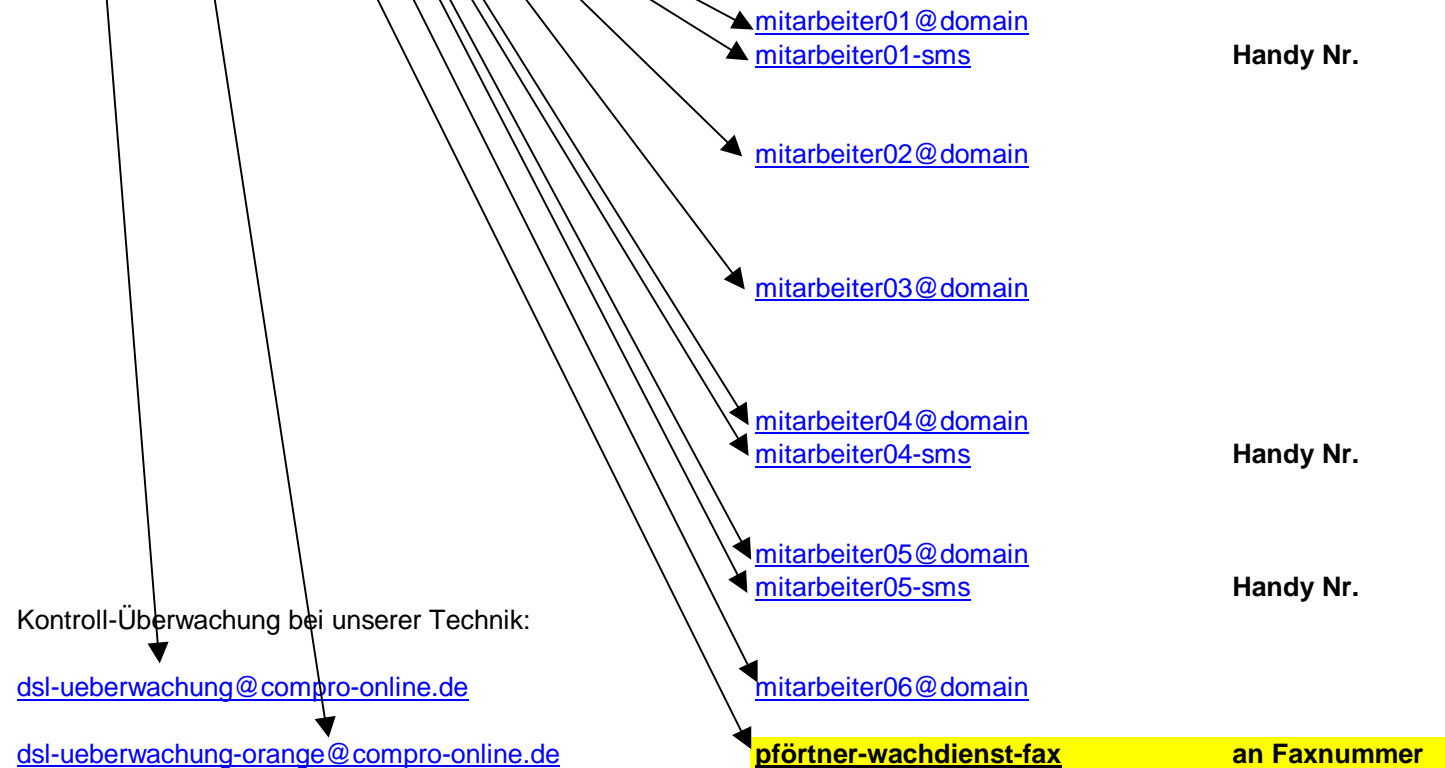 mitarbeiter01@domain
mitarbeiter01-sms Handy Nr.
mitarbeiter02@domain
mitarbeiter03@domain
mitarbeiter04@domain
mitarbeiter04-sms Handy Nr.
mitarbeiter05@domain
mitarbeiter05-sms Handy Nr.
Kontroll-Überwachung bei unserer Technik:
dsl-ueberwachung@compro-online.de mitarbeiter06@domain
dsl-ueberwachung-orange@compro-online.de pförtner-wachdienst-fax an Faxnummer